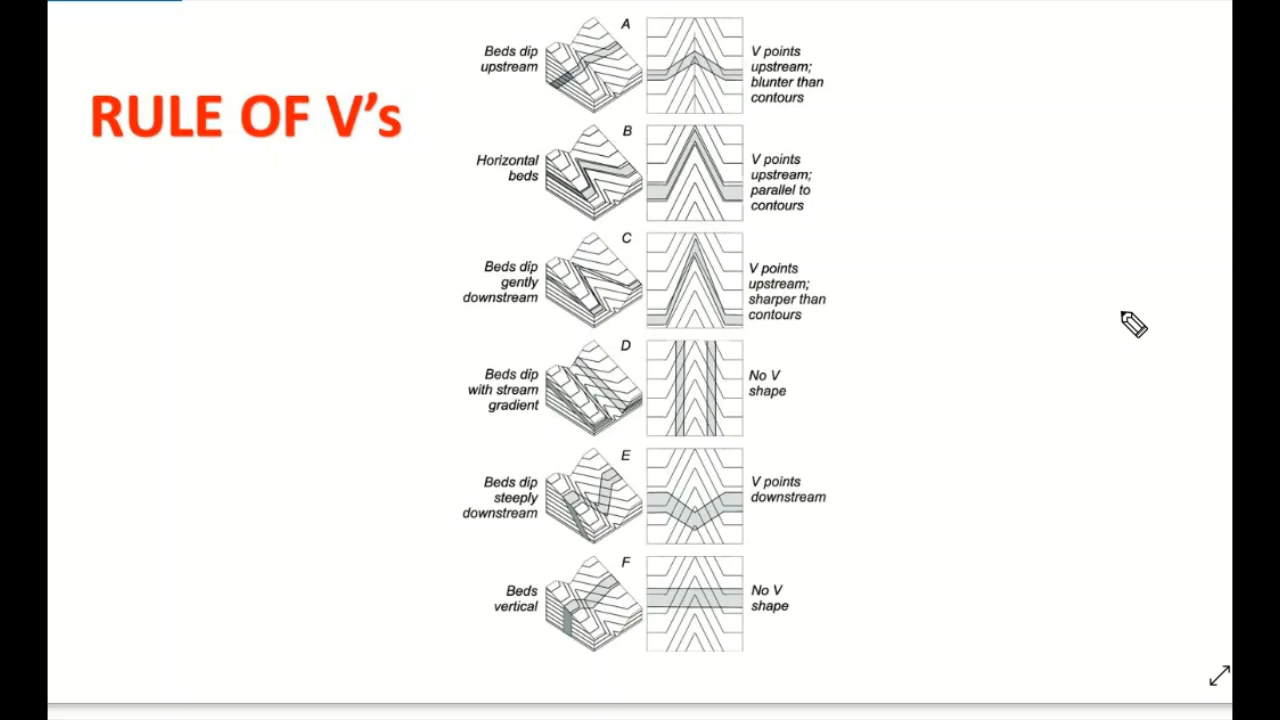 RULE OF V's
A
Beds dip
upstream
V points
upstream;
blunter than
contours
B
Horizontal
beds
V points
upstream;
parallel to
contours
C
Beds dip
gently
downstream
V points
upstream;
sharper than
contours
D
Beds dip
with stream
gradient
No V
shape
E
Beds dip
steeply
downstream
V points
downstream
F
Beds
vertical
No V
shape